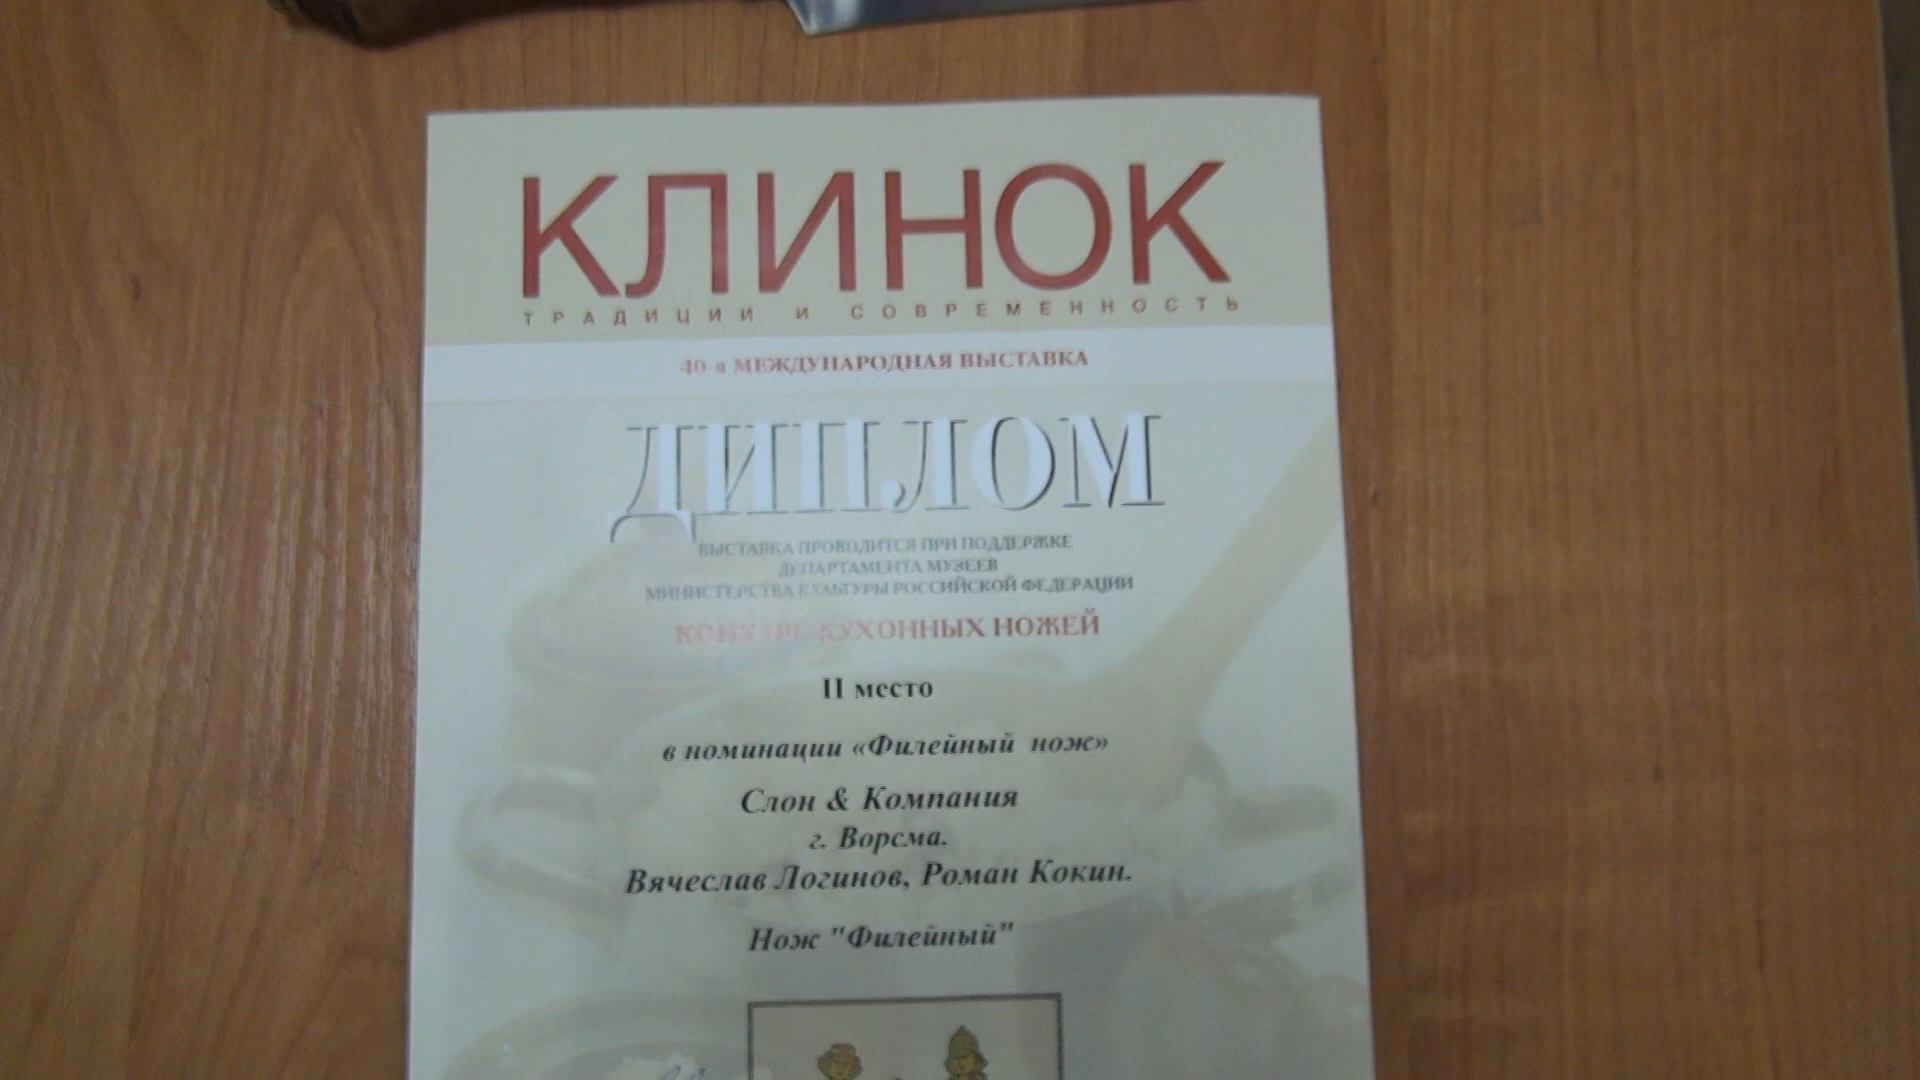 КЛИНОК
ТРАДИЦИИ И СОВРЕМЕННОСТЬ
40-я МЕЖДУНАРОДНАЯ ВЫСТАВКА
ДИПЛОМ
ВЫСТАВКА ПРОВОДИТСЯ ПРИ ПОДДЕРЖКЕ
ДЕПАРТАМЕНТА МУЗЕЕВ
МИНИСТЕРСТВА КУЛЬТУРЫ РОССИЙСКОЙ ФЕДЕРАЦИИ
КОНКУРС КУХОННЫХ НОЖЕЙ
II место
в номинации «Филейный нож»
Слон & Компания
г. Ворсма.
Вячеслав Логинов, Роман Кокин.
Нож "Филейный"